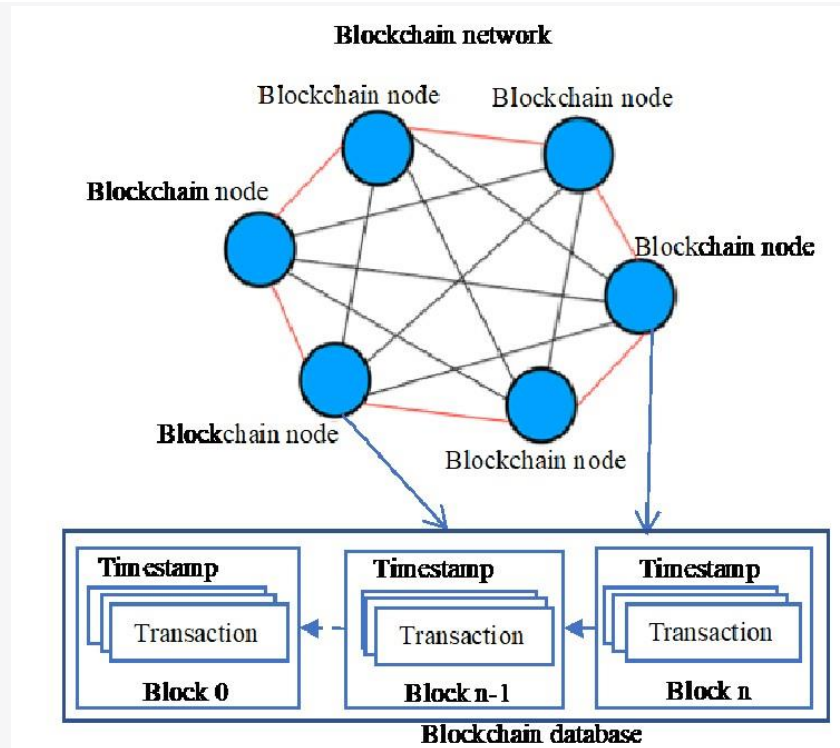 Blockchain network
Blockchain node
Blockchain node
Blockchain node
Blockchain node
Blockchain node
Blockchain node
Timestamp
Timestamp
Timestamp
Transaction
Transaction
Transaction
Block 0
Block n-1
Block n
Blockchain database